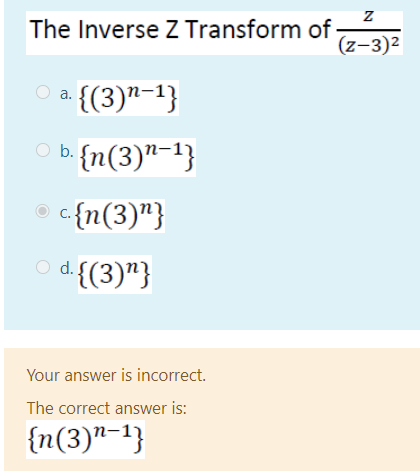 The Inverse Z Transform of z/(z−3)²
a. {(3)ⁿ⁻¹}
b. {n(3)ⁿ⁻¹}
c. {n(3)ⁿ}
d. {(3)ⁿ}
Your answer is incorrect.
The correct answer is:
{n(3)ⁿ⁻¹}